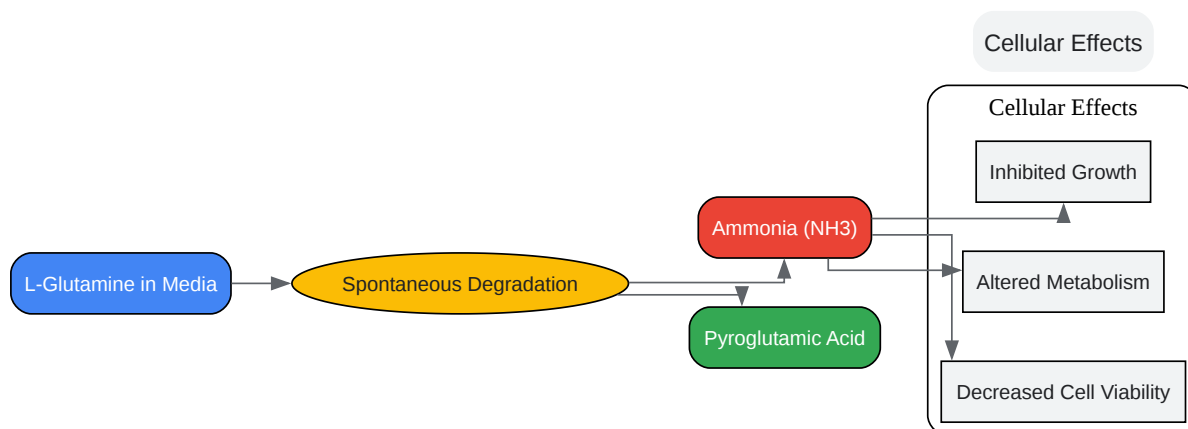 Cellular Effects
Cellular Effects
Inhibited Growth
Ammonia (NH3)
L-Glutamine in Media
Spontaneous Degradation
Altered Metabolism
Pyroglutamic Acid
Decreased Cell Viability